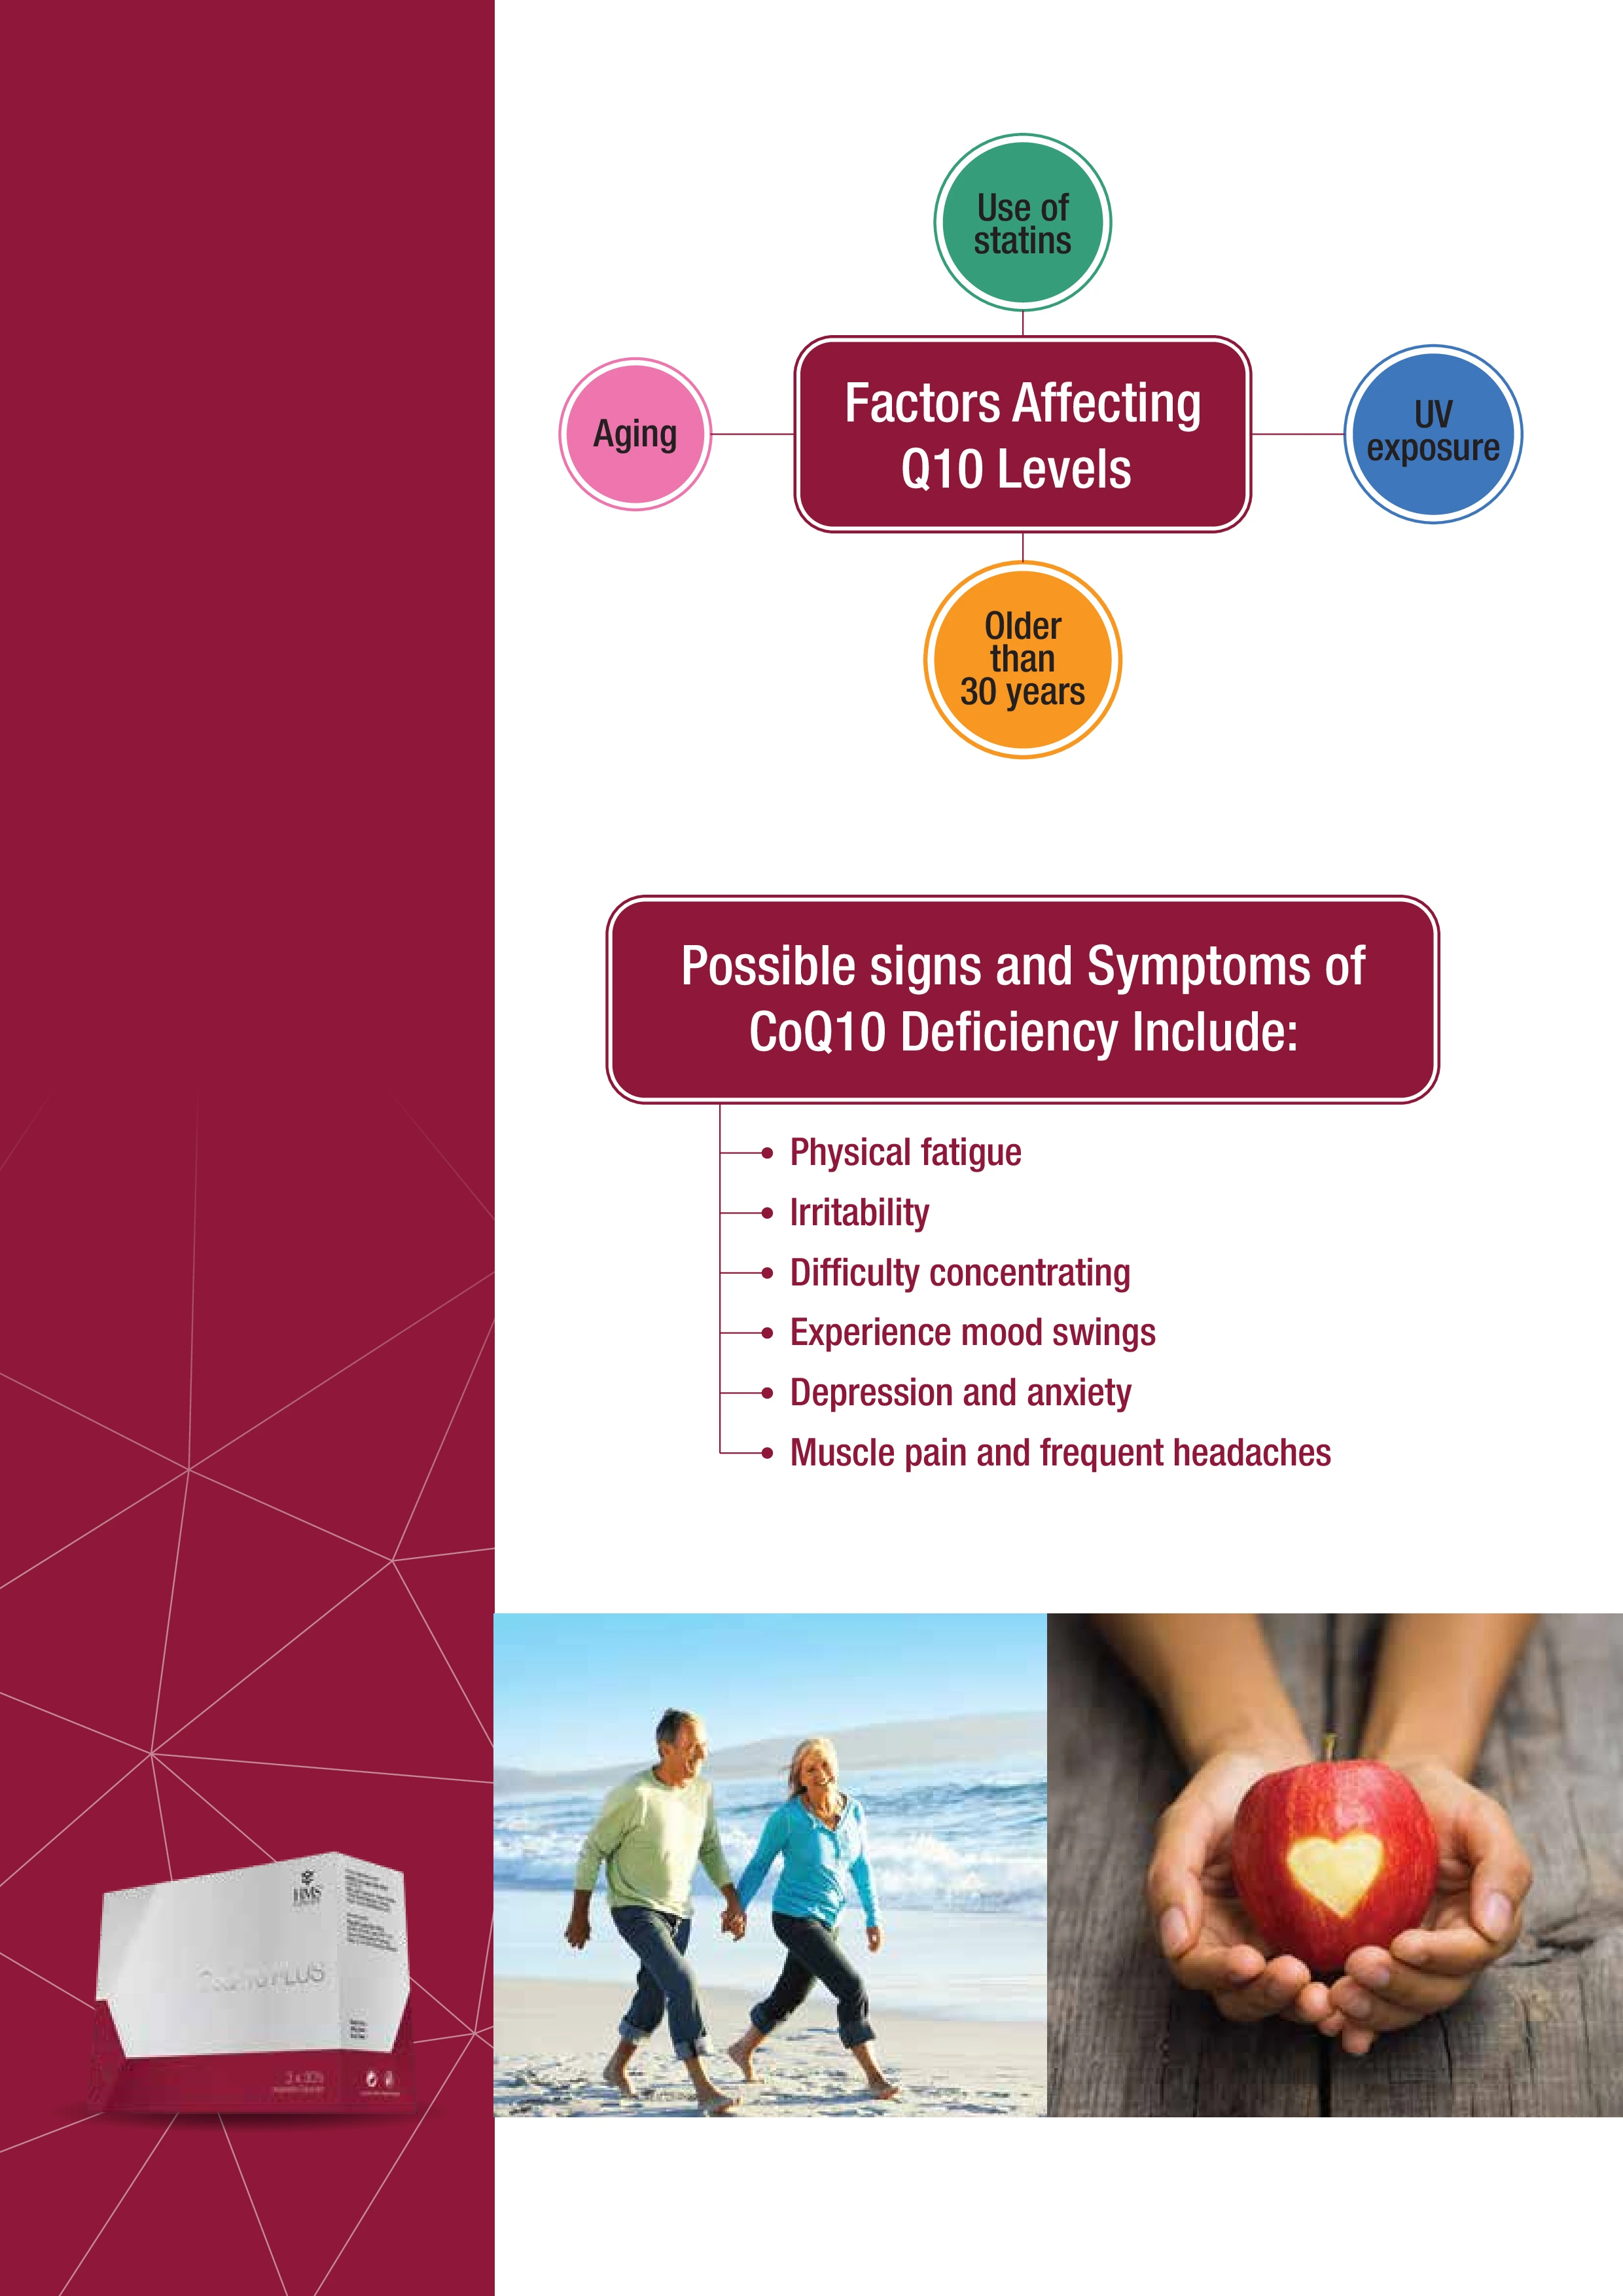 Use of
statins
Factors Affecting
Q10 Levels
Aging
UV
exposure
Older
than
30 years
Possible signs and Symptoms of
CoQ10 Deficiency Include:
Physical fatigue
Irritability
Difficulty concentrating
Experience mood swings
Depression and anxiety
Muscle pain and frequent headaches
HMS
PLUS